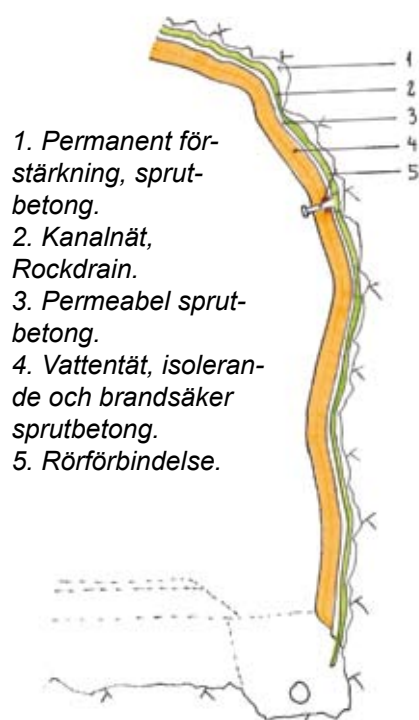 1
2
3
4
5
1. Permanent för-
stärkning, sprut-
betong.
2. Kanalnät,
Rockdrain.
3. Permeabel sprut-
betong.
4. Vattentät, isoleran-
de och brandsäker
sprutbetong.
5. Rörförbindelse.